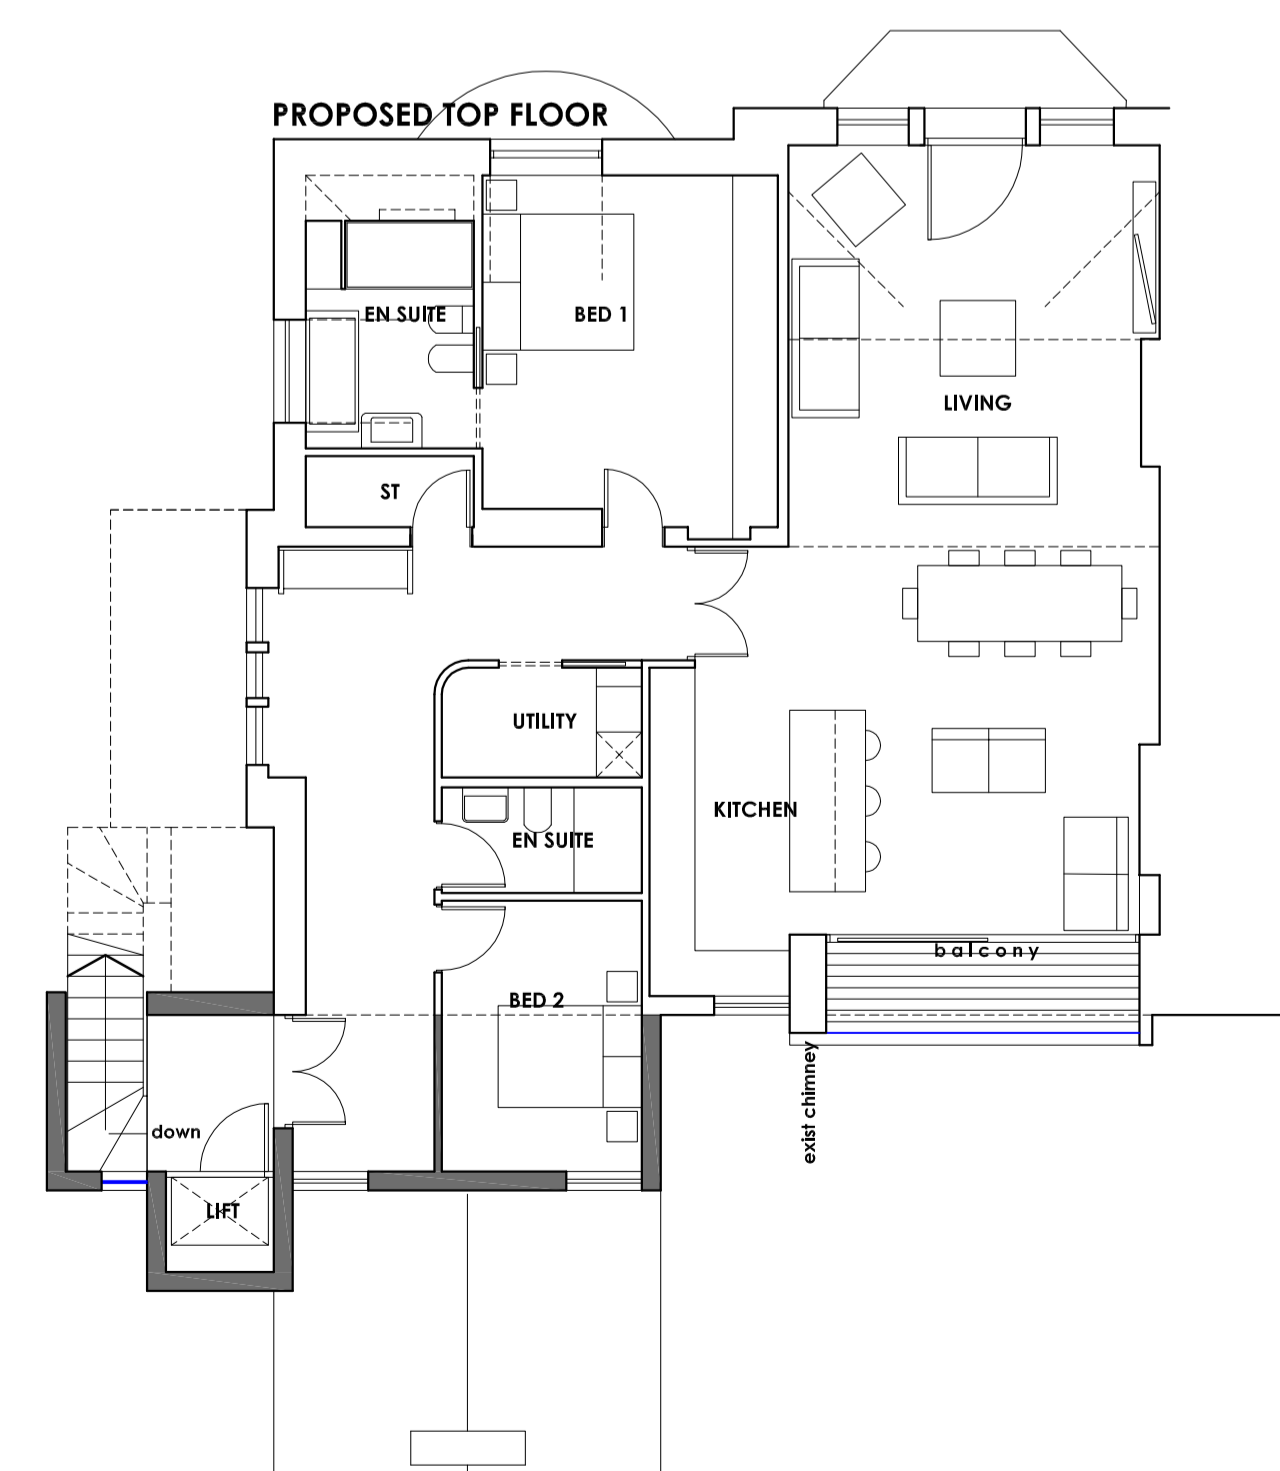 PROPOSED TOP FLOOR
EN SUITE
BED 1
LIVING
ST
UTILITY
KITCHEN
EN SUITE
balcony
BED 2
exist chimney
down
LIFT